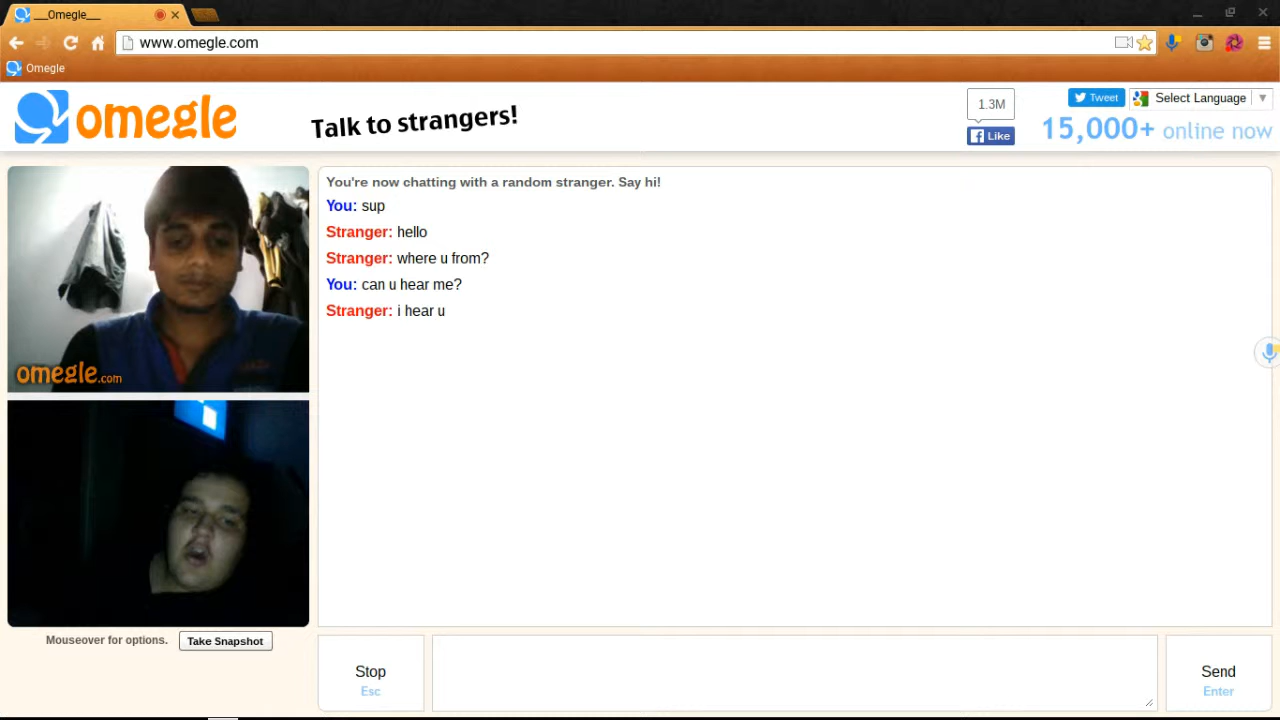 __Omegle__
www.omegle.com
Omegle
omegle
Talk to strangers!
1.3M
Like
Tweet
Select Language
15,000+ online now
omegle.com
You're now chatting with a random stranger. Say hi!
You: sup
Stranger: hello
Stranger: where u from?
You: can u hear me?
Stranger: i hear u
Mouseover for options.
Take Snapshot
Stop
Esc
Send
Enter